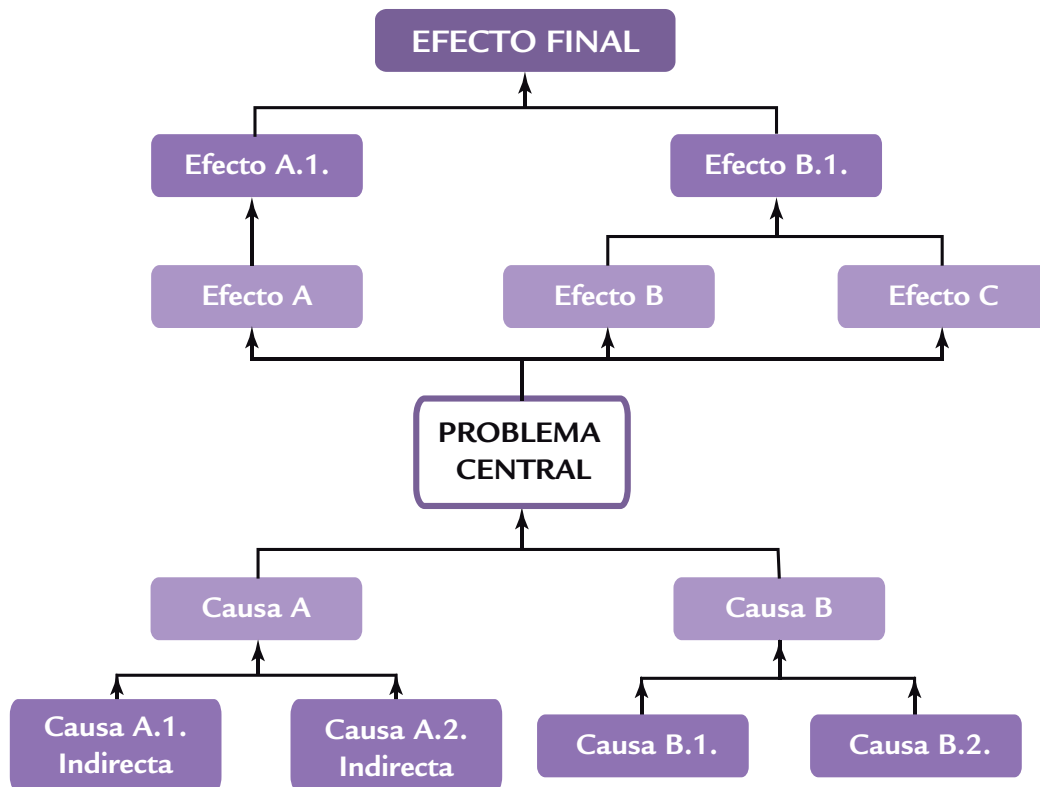 EFECTO FINAL
Efecto A.1.
Efecto B.1.
Efecto A
Efecto B
Efecto C
PROBLEMA
CENTRAL
Causa A
Causa B
Causa A.1.
Indirecta
Causa A.2.
Indirecta
Causa B.1.
Causa B.2.